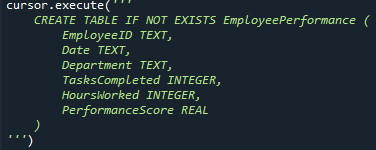 cursor.execute('''
CREATE TABLE IF NOT EXISTS EmployeePerformance (
EmployeeID TEXT,
Date TEXT,
Department TEXT,
TasksCompleted INTEGER,
HoursWorked INTEGER,
PerformanceScore REAL
)
''')